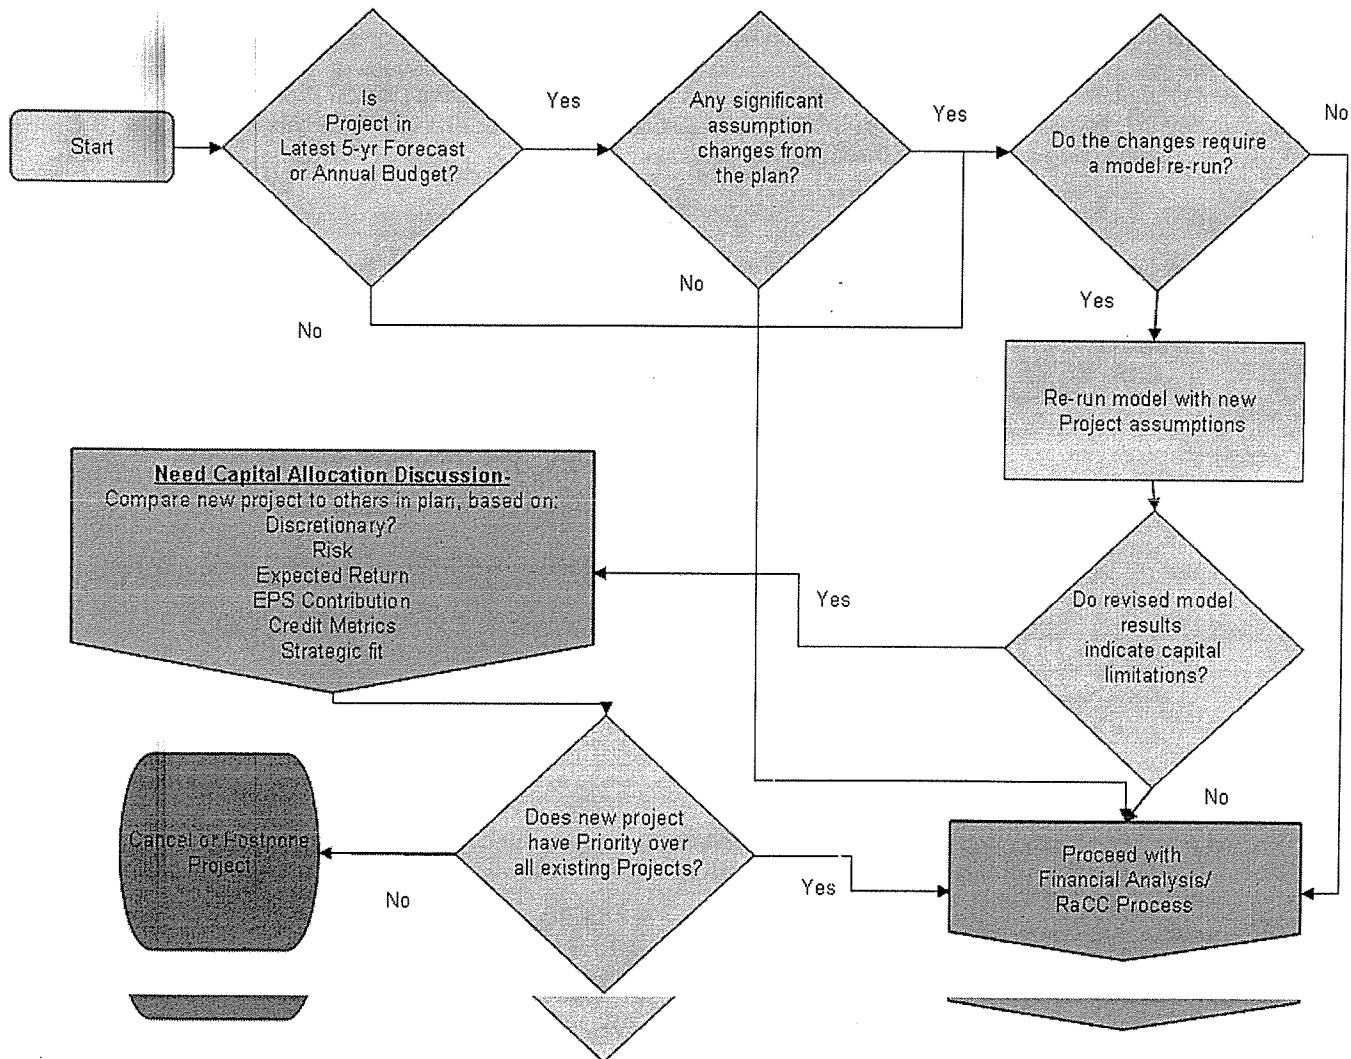 Start
Is
Project in
Latest 5-yr Forecast
or Annual Budget?
Yes
No
Any significant
assumption
changes from
the plan?
Yes
No
Do the changes require
a model re-run?
No
Yes
Re-run model with new
Project assumptions
Do revised model
results
indicate capital
limitations?
Yes
No
Need Capital Allocation Discussion-
Compare new project to others in plan, based on:
Discretionary?
Risk
Expected Return
EPS Contribution
Credit Metrics
Strategic fit
Does new project
have Priority over
all existing Projects?
No
Yes
Cancel or Postpone
Project
Proceed with
Financial Analysis/
RaCC Process